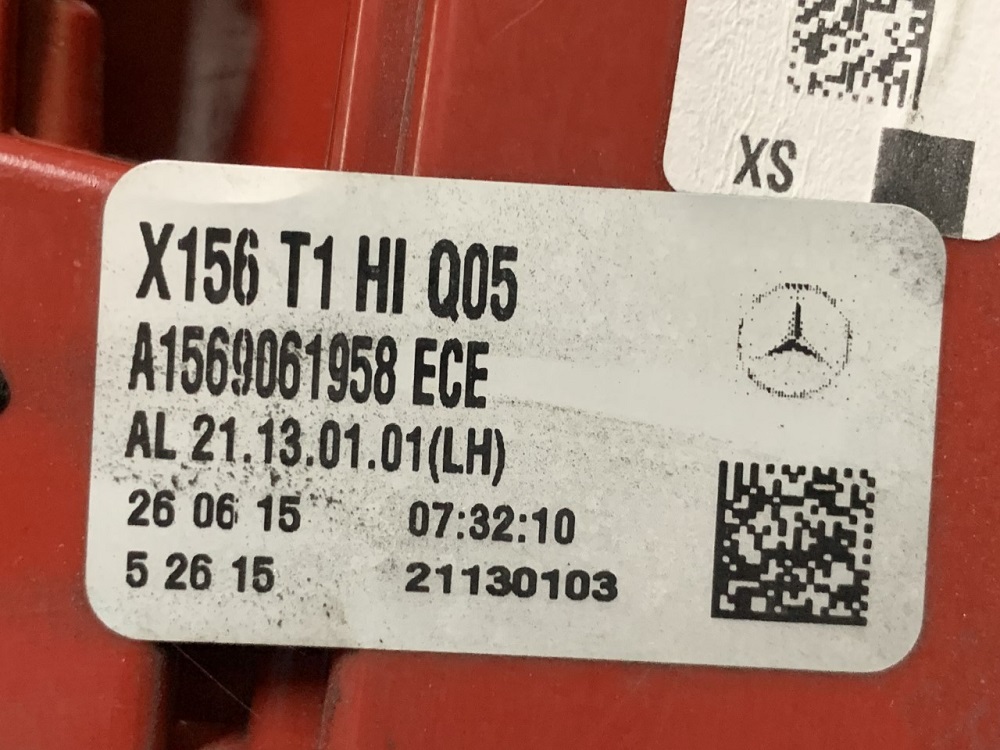 XS
X156 T1 HI Q05
A1569061958 ECE
AL 21.13.01.01(LH)
26 06 15 07:32:10
5 26 15 21130103